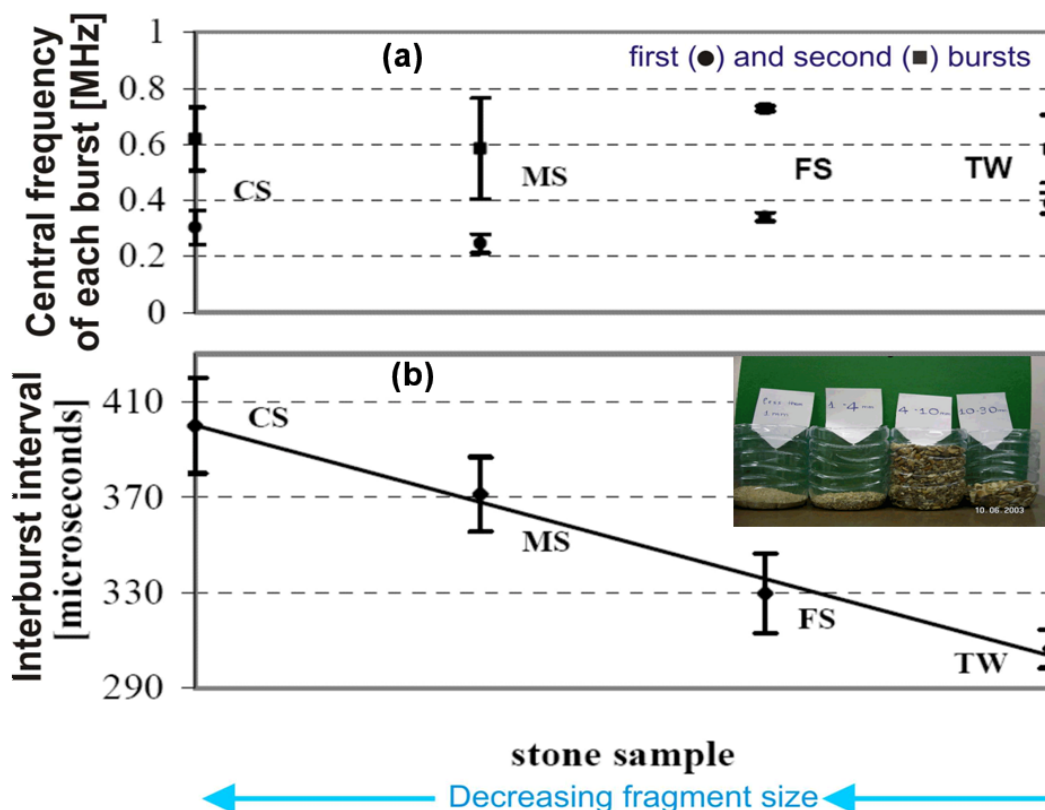 (a)
first (●) and second (■) bursts
Central frequency
of each burst [MHz]
1
0.8
0.6
0.4
0.2
0
CS
MS
FS
TW
(b)
Interburst interval
[microseconds]
410
370
330
290
CS
MS
FS
TW
1 mm
1-4mm
4-10mm
10-30mm
10.06.2003
stone sample
Decreasing fragment size